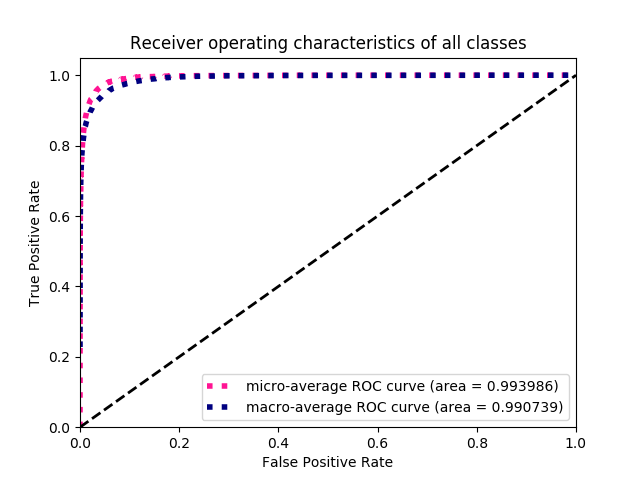 Receiver operating characteristics of all classes
1.0
0.8
0.6
0.4
0.2
0.0
True Positive Rate
micro-average ROC curve (area = 0.993986)
macro-average ROC curve (area = 0.990739)
0.0 0.2 0.4 0.6 0.8 1.0
False Positive Rate